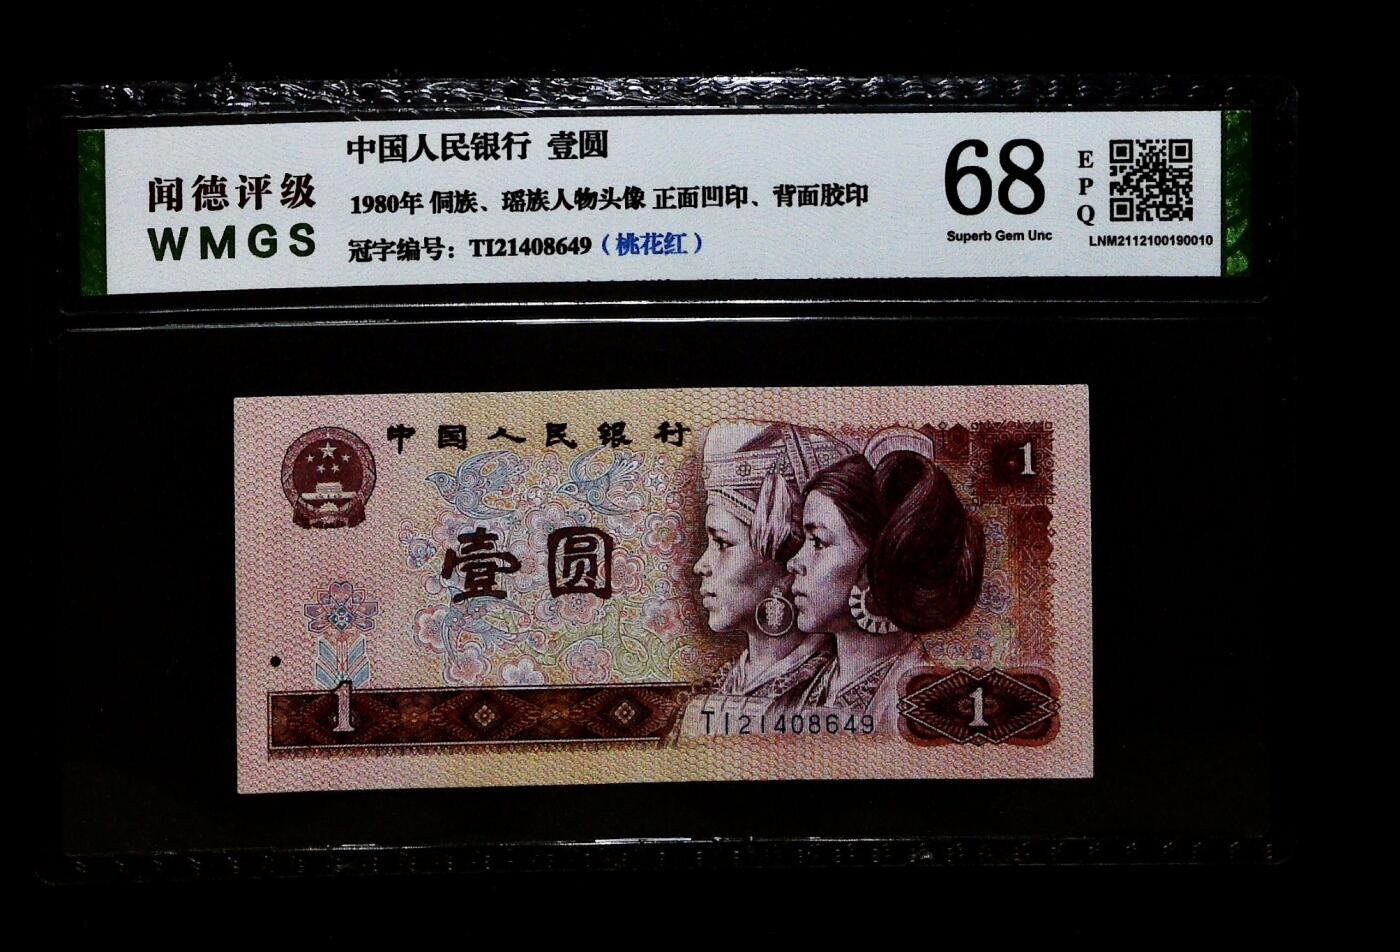 中国人民银行 壹圆
闻德评级
WMGS
1980年 侗族、瑶族人物头像 正面凹印、背面胶印
冠字编号：TI21408649（桃花红）
68
EPQ
Superb Gem Unc
LNM2112100190010
中国人民银行
1
壹圆
1
TI21408649
1